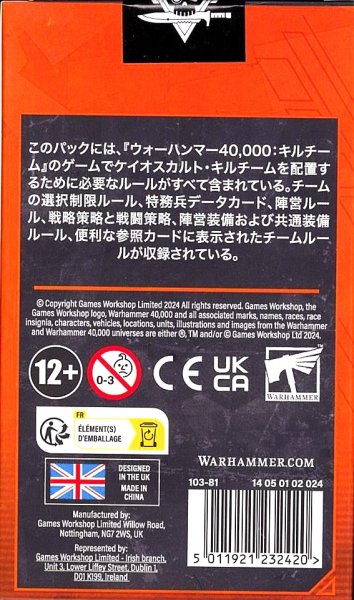 このパックには、『ウォーハンマー40,000:キルチー
ム』のゲームでケイオスカルト・キルチームを配置す
るために必要なルールがすべて含まれている。チーム
の選択制限ルール、特務兵データカード、陣営ルー
ル、戦略策略と戦闘策略、陣営装備および共通装備
ルール、便利な参照カードに表示されたチームルール
が収録されている。
© Copyright Games Workshop Limited 2024 All rights reserved. Games Workshop, the
Games Workshop logo, Warhammer 40,000 and all associated marks, names, races, race
insignia, characters, vehicles, locations, units, illustrations and images from the Warhammer
and Warhammer 40,000 universes are either ®, TM and/or © Games Workshop Ltd 2024.
12+
0-3
CE
UK
CA
WARHAMMER
FR
ÉLÉMENT(S)
D'EMBALLAGE
DESIGNED
IN THE UK
MADE IN
CHINA
WARHAMMER.COM
103-81
14 05 01 02 024
Manufactured by:
Games Workshop Limited Willow Road,
Nottingham, NG7 2WS, UK
Represented by:
Games Workshop Limited - Irish branch,
Unit 3, Lower Liffey Street, Dublin 1,
D01 K199, Ireland
5 011921 232420 >